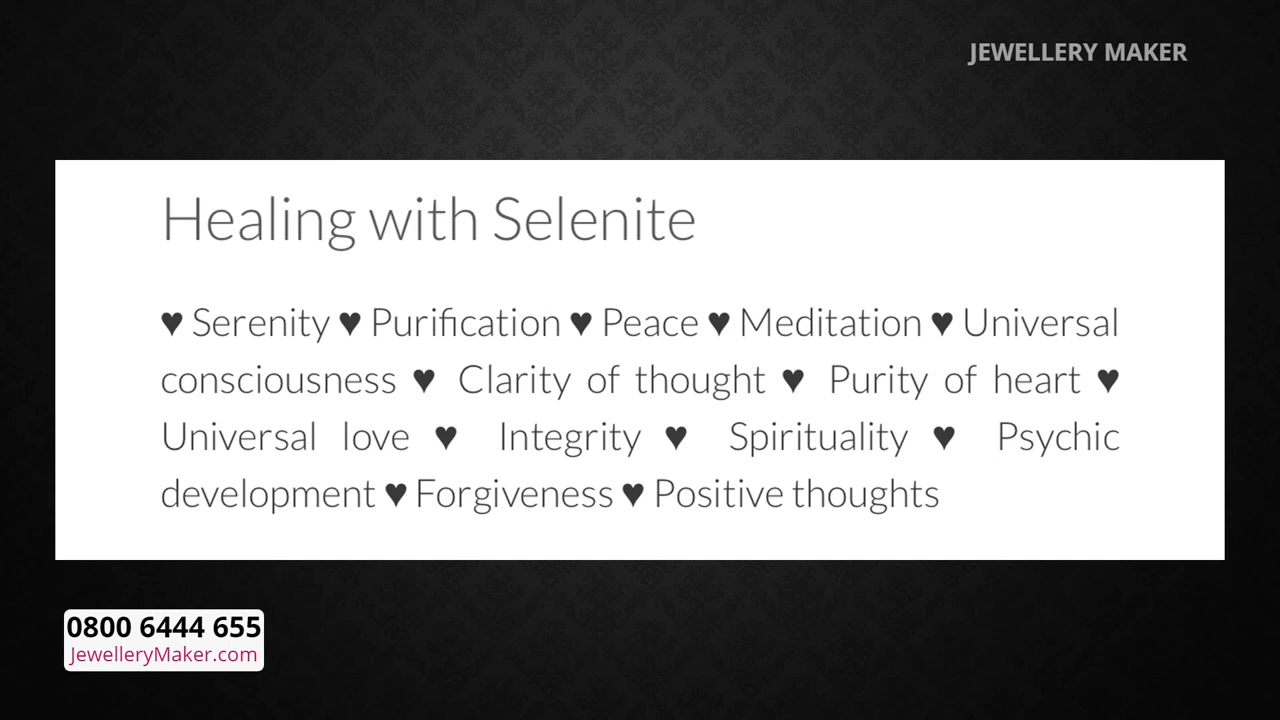 JEWELLERY MAKER
Healing with Selenite
♥ Serenity ♥ Purification ♥ Peace ♥ Meditation ♥ Universal
consciousness ♥ Clarity of thought ♥ Purity of heart ♥
Universal love ♥ Integrity ♥ Spirituality ♥ Psychic
development ♥ Forgiveness ♥ Positive thoughts
0800 6444 655
JewelleryMaker.com